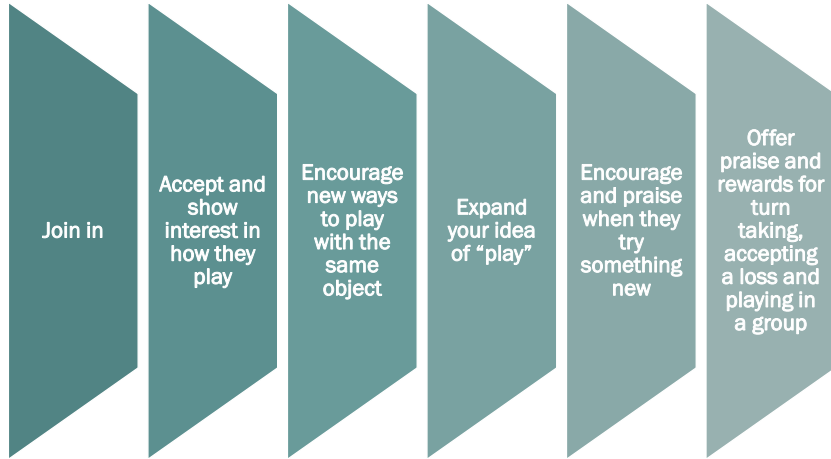 Join in
Accept and
show
interest in
how they
play
Encourage
new ways
to play
with the
same
object
Expand
your idea
of “play”
Encourage
and praise
when they
try
something
new
Offer
praise and
rewards for
turn
taking,
accepting
a loss and
playing in
a group